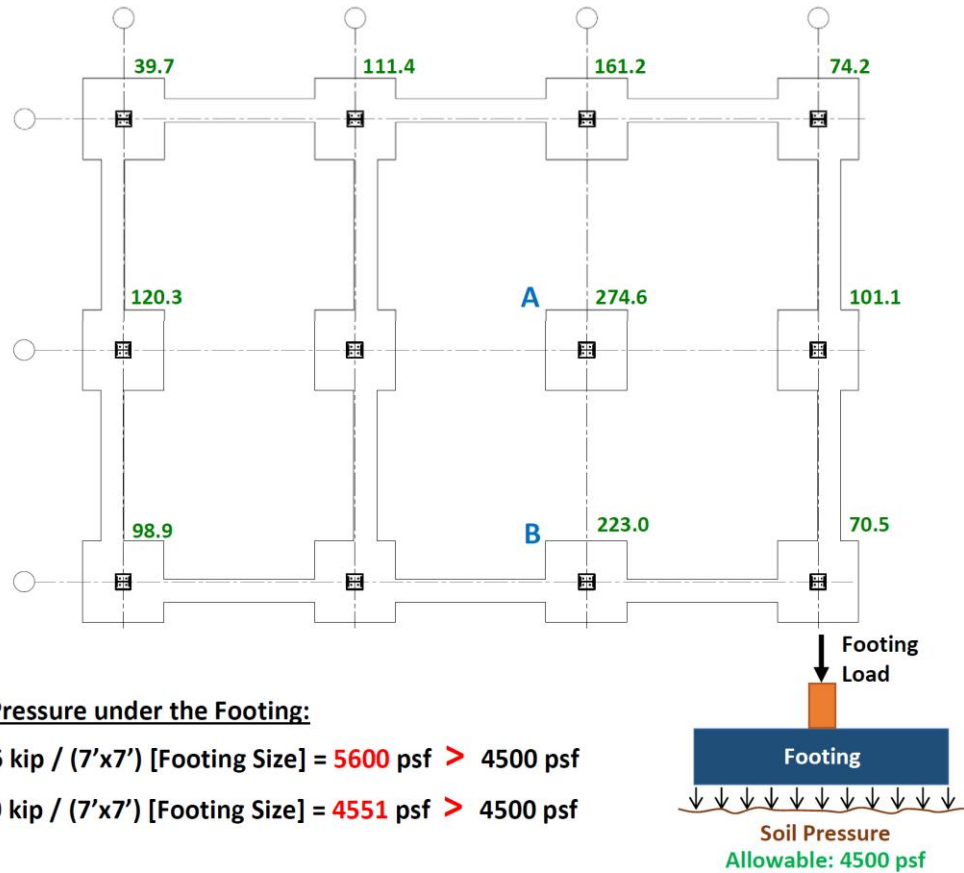 39.7 111.4 161.2 74.2
120.3 A 274.6 101.1
98.9 B 223.0 70.5
Footing
Load
Pressure under the Footing:
kip / (7’x7’) [Footing Size] = 5600 psf > 4500 psf
kip / (7’x7’) [Footing Size] = 4551 psf > 4500 psf
Footing
Soil Pressure
Allowable: 4500 psf